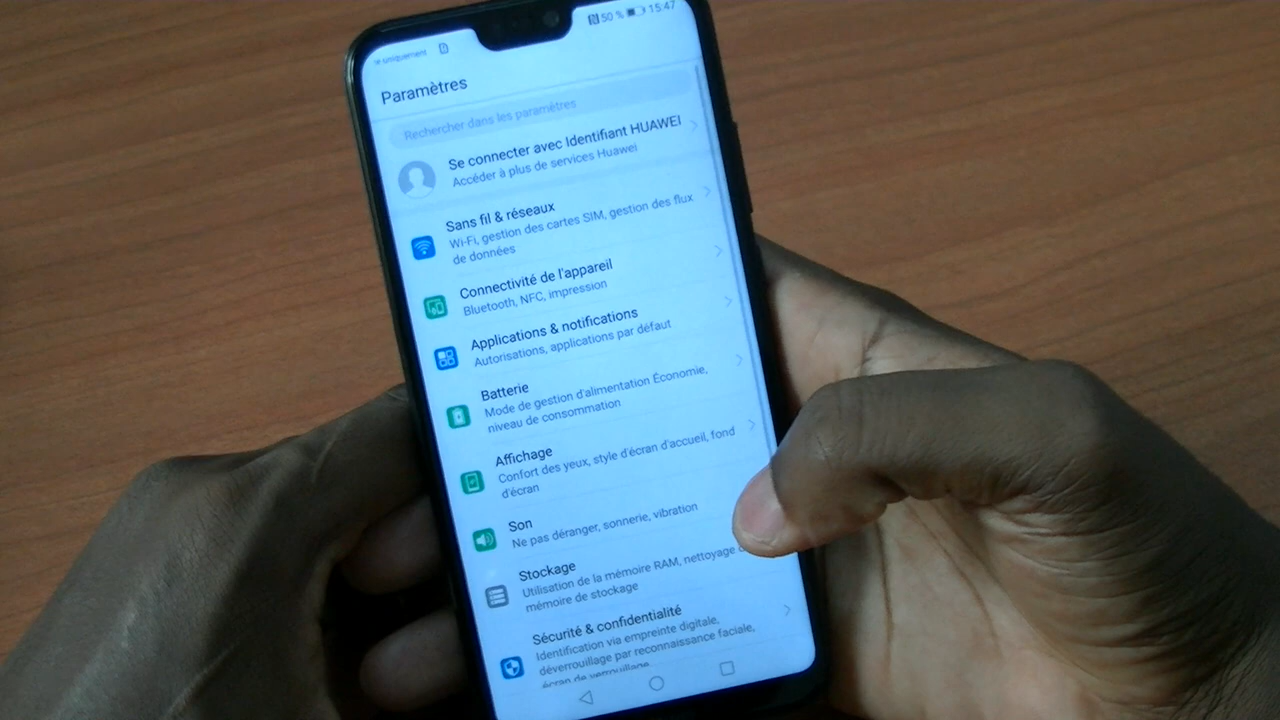 uniquement
50 % 15:47
Paramètres
Rechercher dans les paramètres
Se connecter avec Identifiant HUAWEI
Accéder à plus de services Huawei
Sans fil & réseaux
Wi-Fi, gestion des cartes SIM, gestion des flux
de données
Connectivité de l'appareil
Bluetooth, NFC, impression
Applications & notifications
Autorisations, applications par défaut
Batterie
Mode de gestion d'alimentation Économie,
niveau de consommation
Affichage
Confort des yeux, style d'écran d'accueil, fond
d'écran
Son
Ne pas déranger, sonnerie, vibration
Stockage
Utilisation de la mémoire RAM, nettoyage
mémoire de stockage
Sécurité & confidentialité
Identification via empreinte digitale,
déverrouillage par reconnaissance faciale,
écran de verrouillage